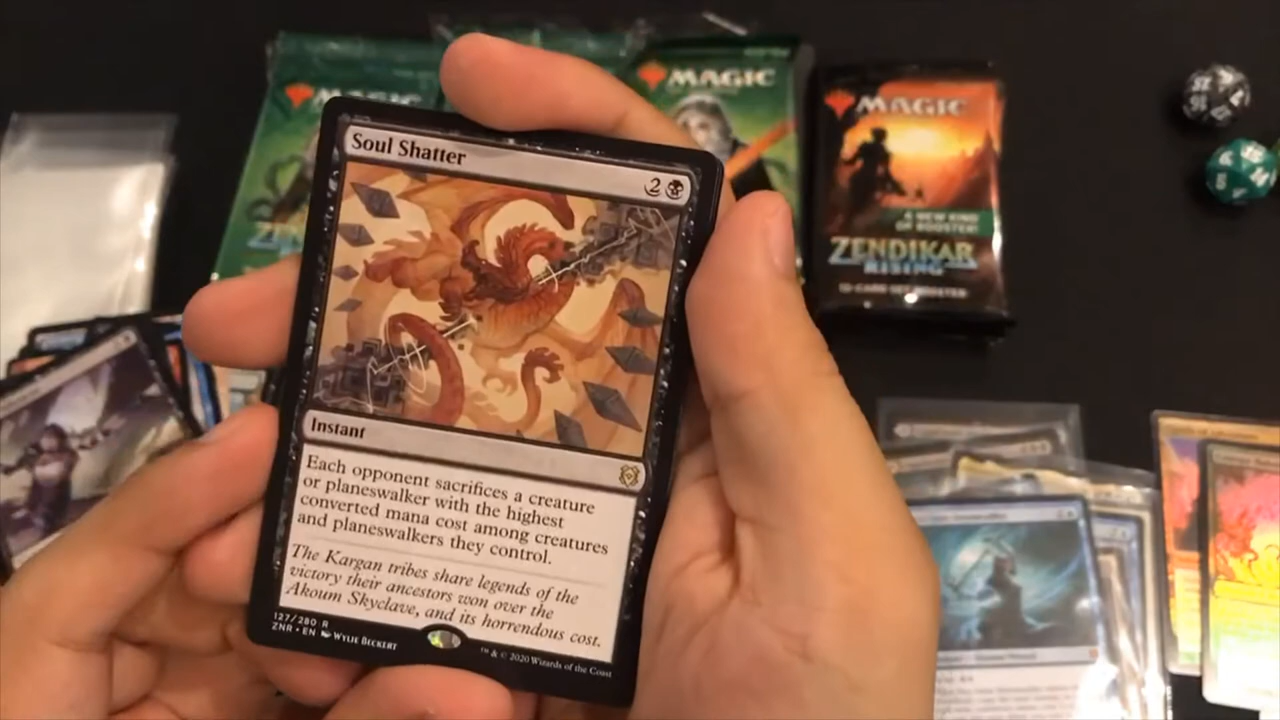 MAGIC
MAGIC
MAGIC
A NEW KIND
OF BOOSTER!
ZENDIKAR
RISING
12-CARD SET BOOSTER
Soul Shatter
2
Instant
Each opponent sacrifices a creature
or planeswalker with the highest
converted mana cost among creatures
and planeswalkers they control.
The Kargan tribes share legends of the
victory their ancestors won over the
Akoum Skyclave, and its horrendous cost.
127/280 R
ZNR • EN WYLIE BECKERT
™ & © 2020 Wizards of the Coast